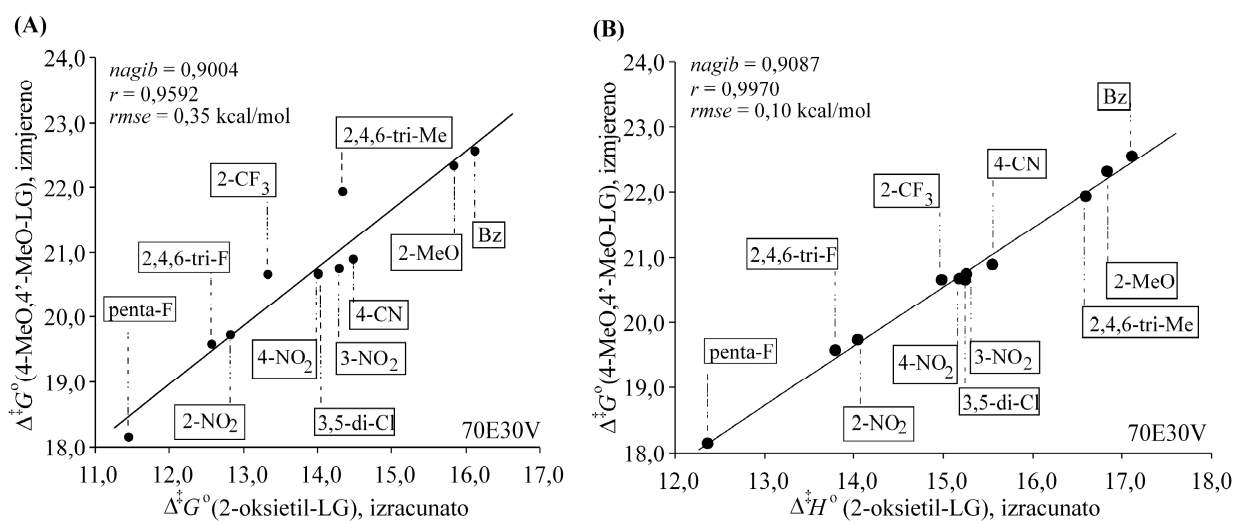 (A)
Δ‡G°(4-MeO,4’-MeO-LG), izmjereno
24,0
23,0
22,0
21,0
20,0
19,0
18,0
nagib = 0,9004
r = 0,9592
rmse = 0,35 kcal/mol
2,4,6-tri-Me
2-CF3
2,4,6-tri-F
penta-F
2-MeO
Bz
4-CN
4-NO2
3-NO2
2-NO2
3,5-di-Cl
70E30V
11,0 12,0 13,0 14,0 15,0 16,0 17,0
Δ‡G°(2-oksietil-LG), izracunato
(B)
Δ‡G°(4-MeO,4’-MeO-LG), izmjereno
24,0
23,0
22,0
21,0
20,0
19,0
18,0
nagib = 0,9087
r = 0,9970
rmse = 0,10 kcal/mol
Bz
4-CN
2-CF3
2,4,6-tri-F
2-MeO
2,4,6-tri-Me
penta-F
4-NO2
3-NO2
3,5-di-Cl
2-NO2
70E30V
12,0 13,0 14,0 15,0 16,0 17,0 18,0
Δ‡H°(2-oksietil-LG), izracunato